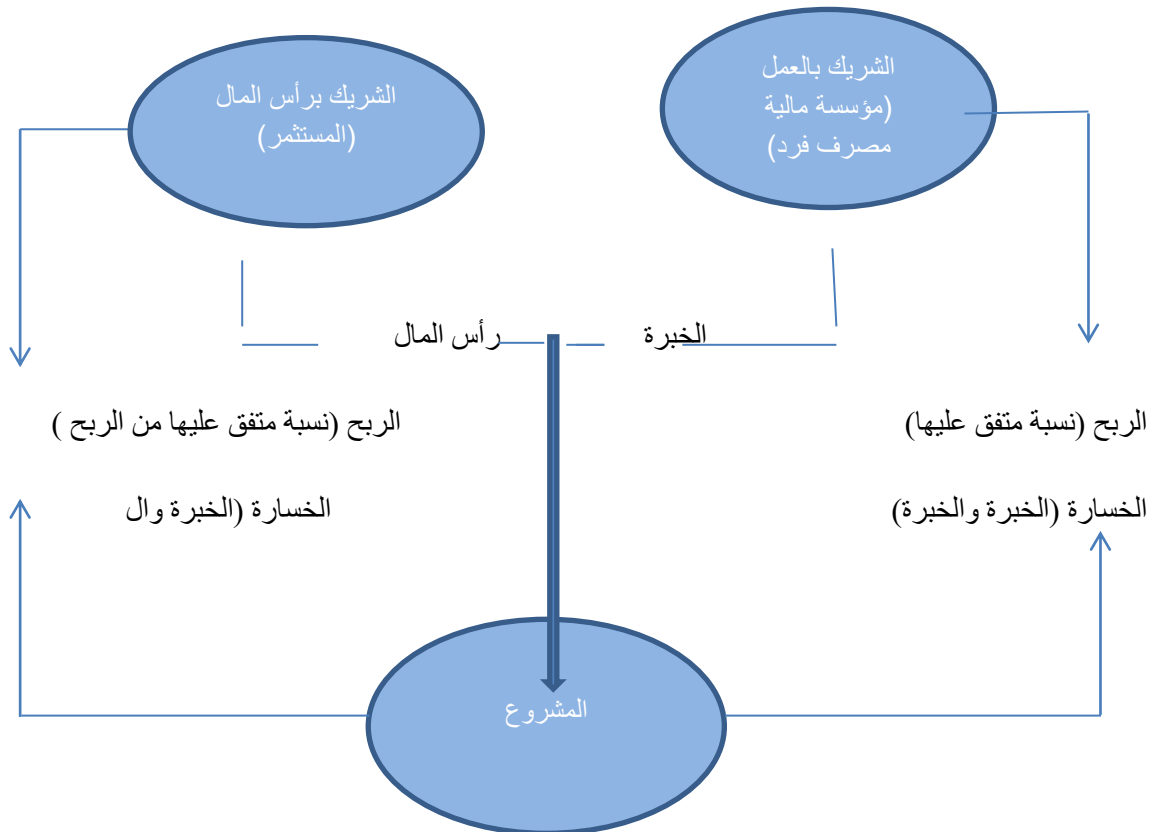 الشريك بالعمل
(مؤسسة مالية
مصرف فرد)
الشريك برأس المال
(المستثمر)
الخبرة
رأس المال
الربح (نسبة متفق عليها)
الربح (نسبة متفق عليها من الربح )
الخسارة (الخبرة والخبرة)
الخسارة (الخبرة وال
المشروع